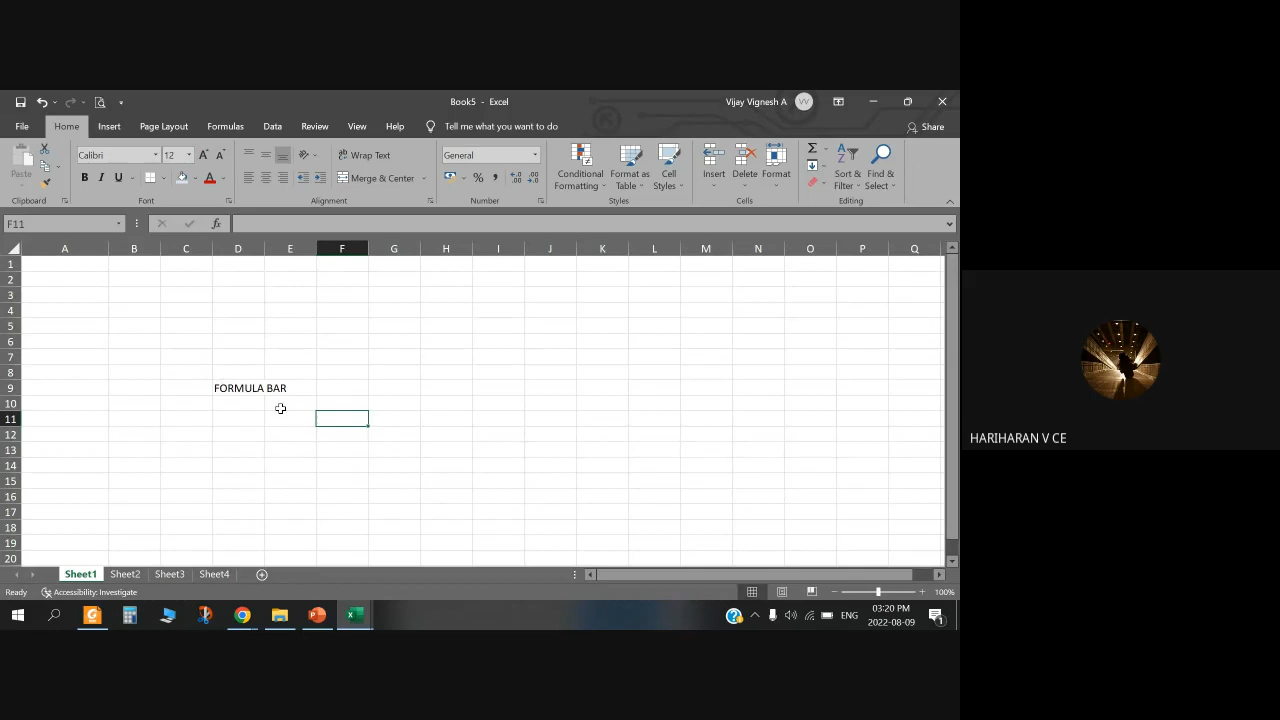 Book5 - Excel
Vijay Vignesh A
VV
File Home Insert Page Layout Formulas Data Review View Help Tell me what you want to do
Share
Paste
Calibri 12
Wrap Text
General
B I U
Merge & Center
Conditional Formatting
Format as Table
Cell Styles
Insert
Delete
Format
Sort & Filter
Find & Select
Clipboard Font Alignment Number Styles Cells Editing
F11
fx
A B C D E F G H I J K L M N O P Q
1
2
3
4
5
6
7
8
9 FORMULA BAR
10
11
12
13
14
15
16
17
18
19
20
Sheet1 Sheet2 Sheet3 Sheet4
Ready Accessibility: Investigate
100%
ENG
03:20 PM
2022-08-09
1
HARIHARAN V CE